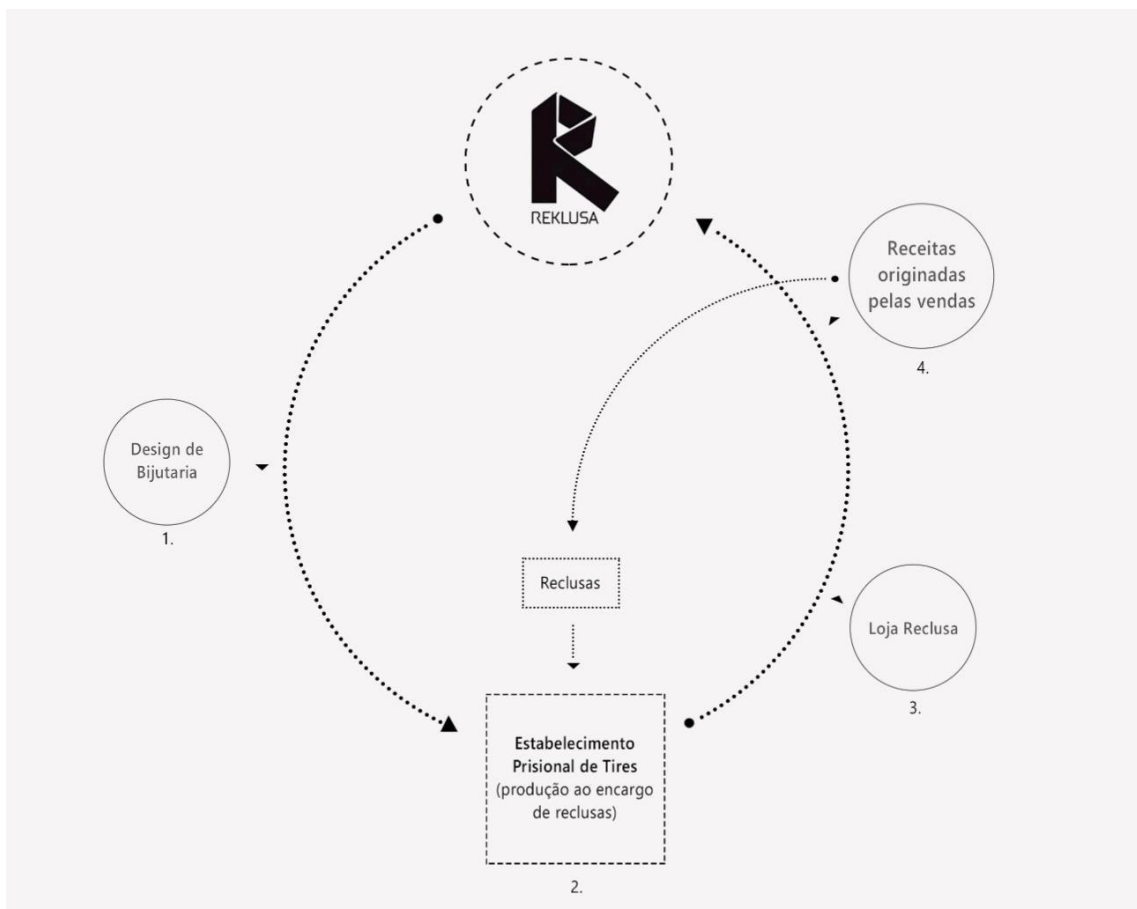 REKLUSA
Design de
Bijutaria
1.
Estabelecimento
Prisional de Tires
(produção ao encargo
de reclusas)
2.
Loja Reclusa
3.
Receitas
originadas
pelas vendas
4.
Reclusas